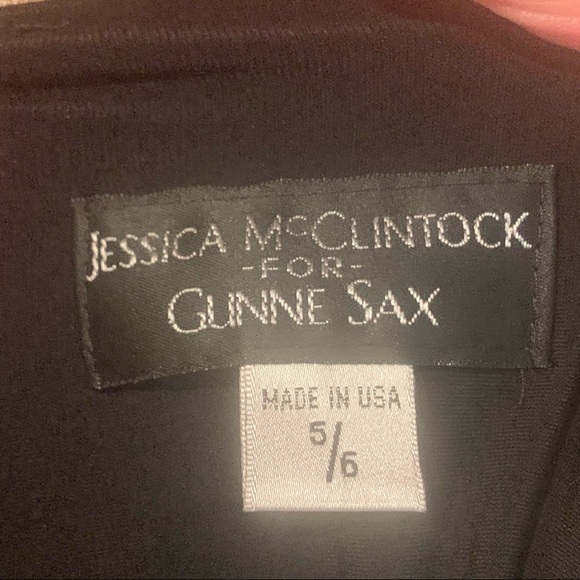 JESSICA McCLINTOCK
-FOR-
GUNNE SAX
MADE IN USA
5/6